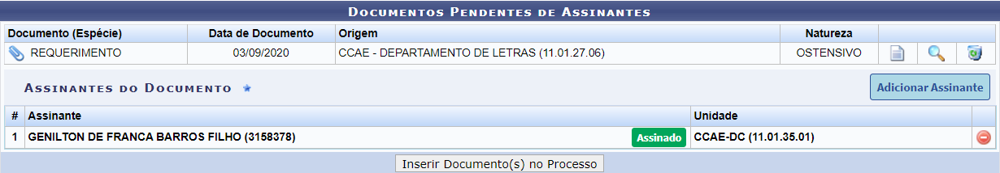 Documentos Pendentes de Assinantes
Documento (Espécie) Data de Documento Origem Natureza
REQUERIMENTO 03/09/2020 CCAE - DEPARTAMENTO DE LETRAS (11.01.27.06) OSTENSIVO
Assinantes do Documento Adicionar Assinante
# Assinante Unidade
1 GENILTON DE FRANCA BARROS FILHO (3158378) Assinado CCAE-DC (11.01.35.01)
Inserir Documento(s) no Processo